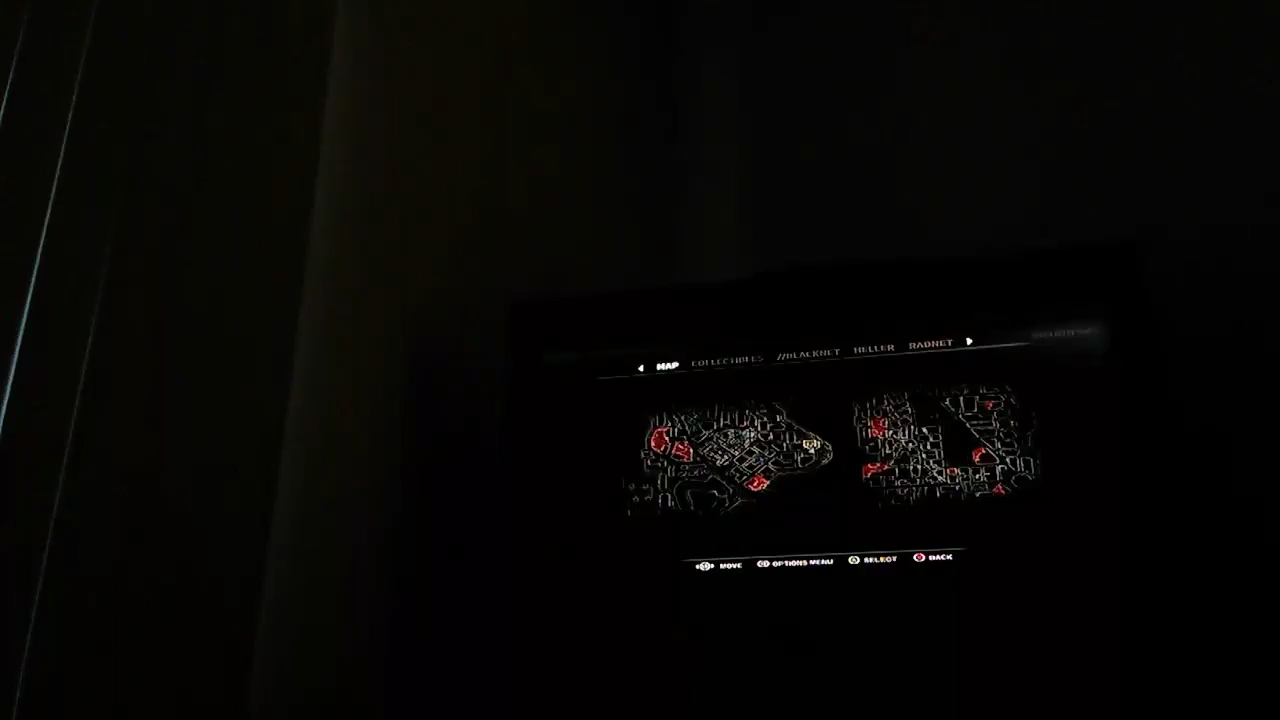 MAP COLLECTIBLES //BLACKNET HELLER RADNET
MOVE OPTIONS MENU SELECT BACK